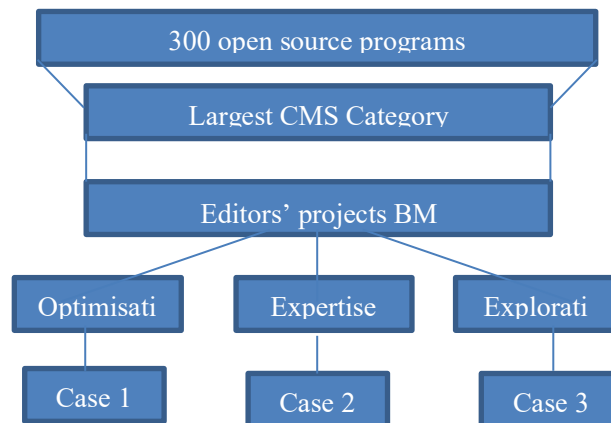 300 open source programs
Largest CMS Category
Editors’ projects BM
Optimisati
Expertise
Explorati
Case 1
Case 2
Case 3